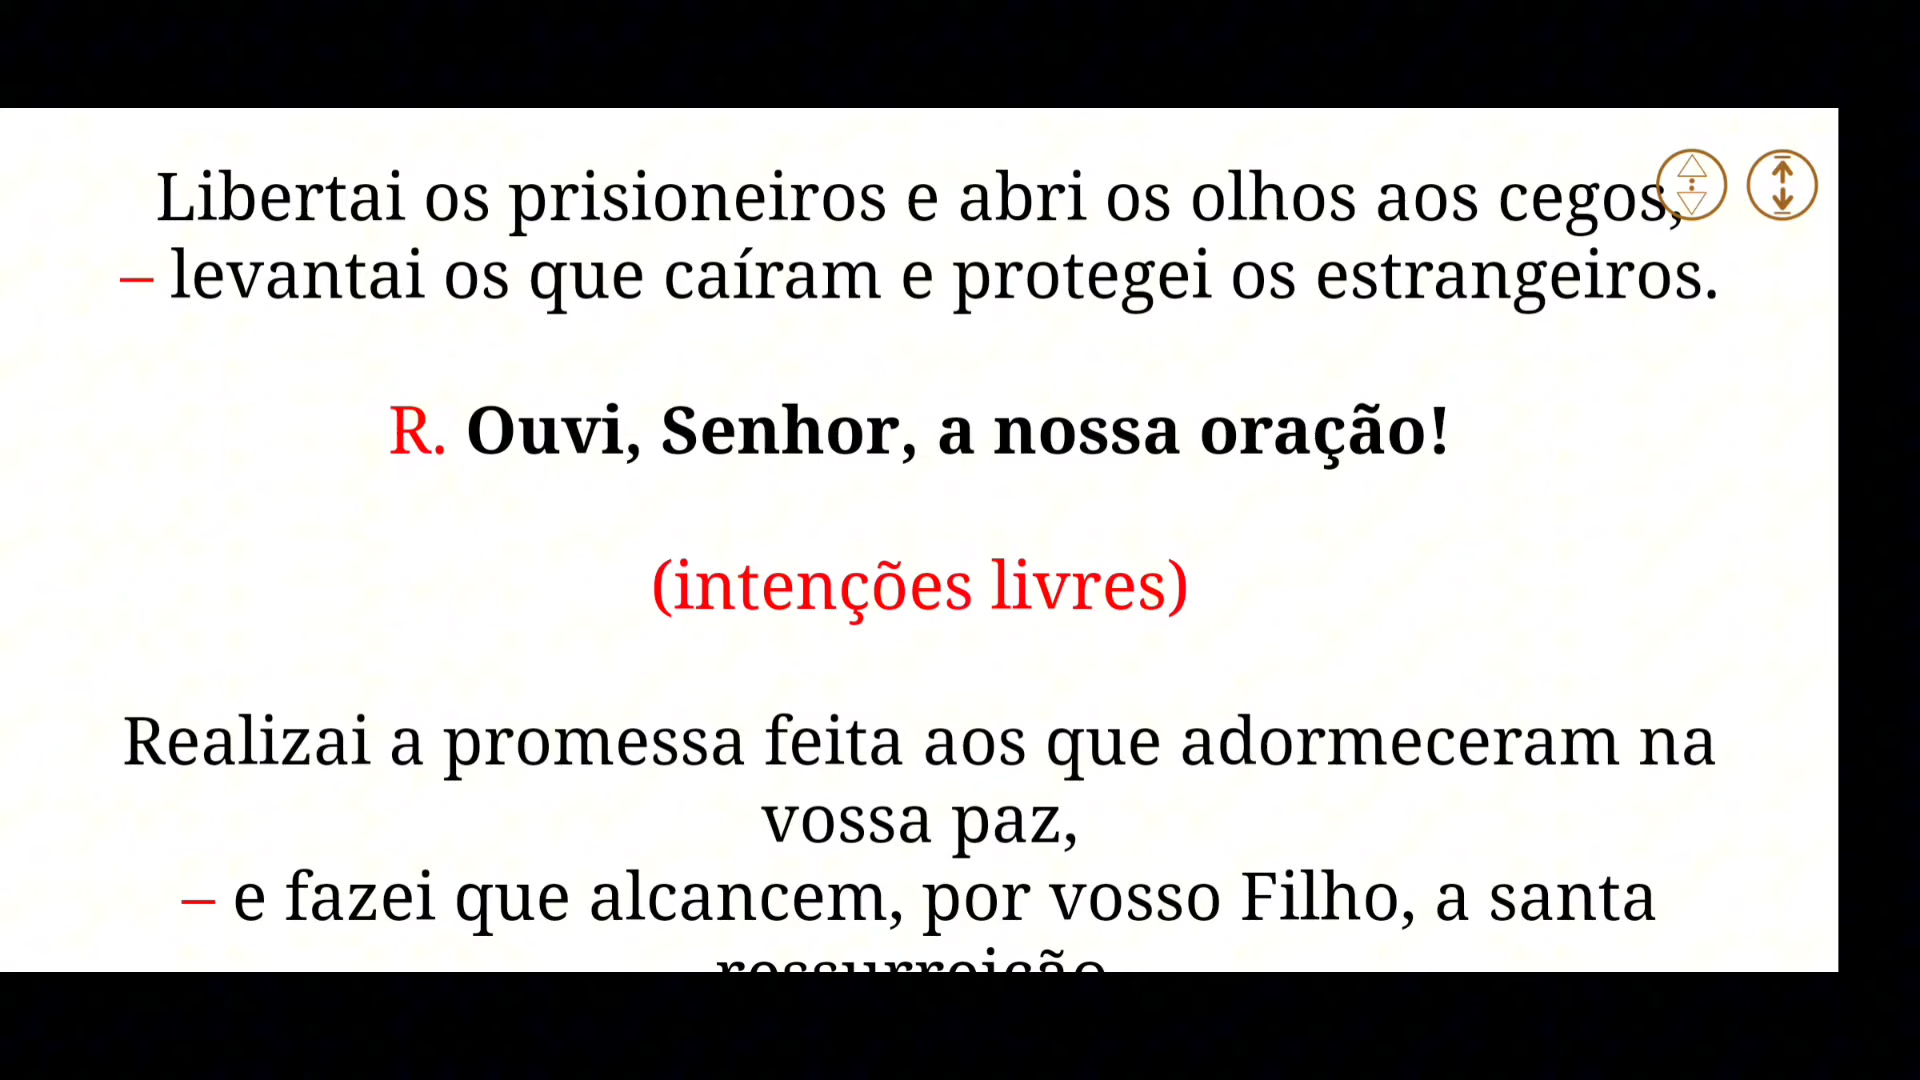 Libertai os prisioneiros e abri os olhos aos cegos,
– levantai os que caíram e protegei os estrangeiros.
R. Ouvi, Senhor, a nossa oração!
(intenções livres)
Realizai a promessa feita aos que adormeceram na
vossa paz,
– e fazei que alcancem, por vosso Filho, a santa
ressurreição